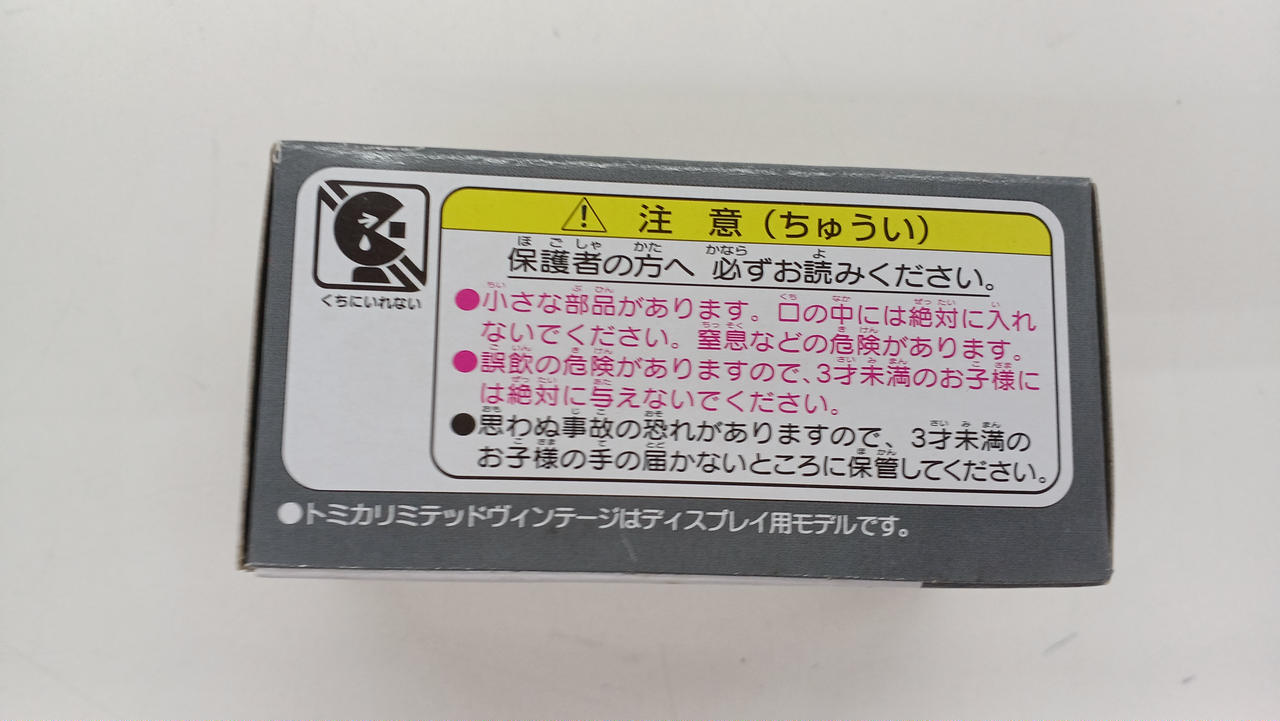 くちにいれない
⚠ 注 意（ちゅうい）
保護者の方へ 必ずお読みください。
●小さな部品があります。口の中には絶対に入れ
ないでください。窒息などの危険があります。
●誤飲の危険がありますので、3才未満のお子様に
は絶対に与えないでください。
●思わぬ事故の恐れがありますので、3才未満の
お子様の手の届かないところに保管してください。
●トミカリミテッドヴィンテージはディスプレイ用モデルです。